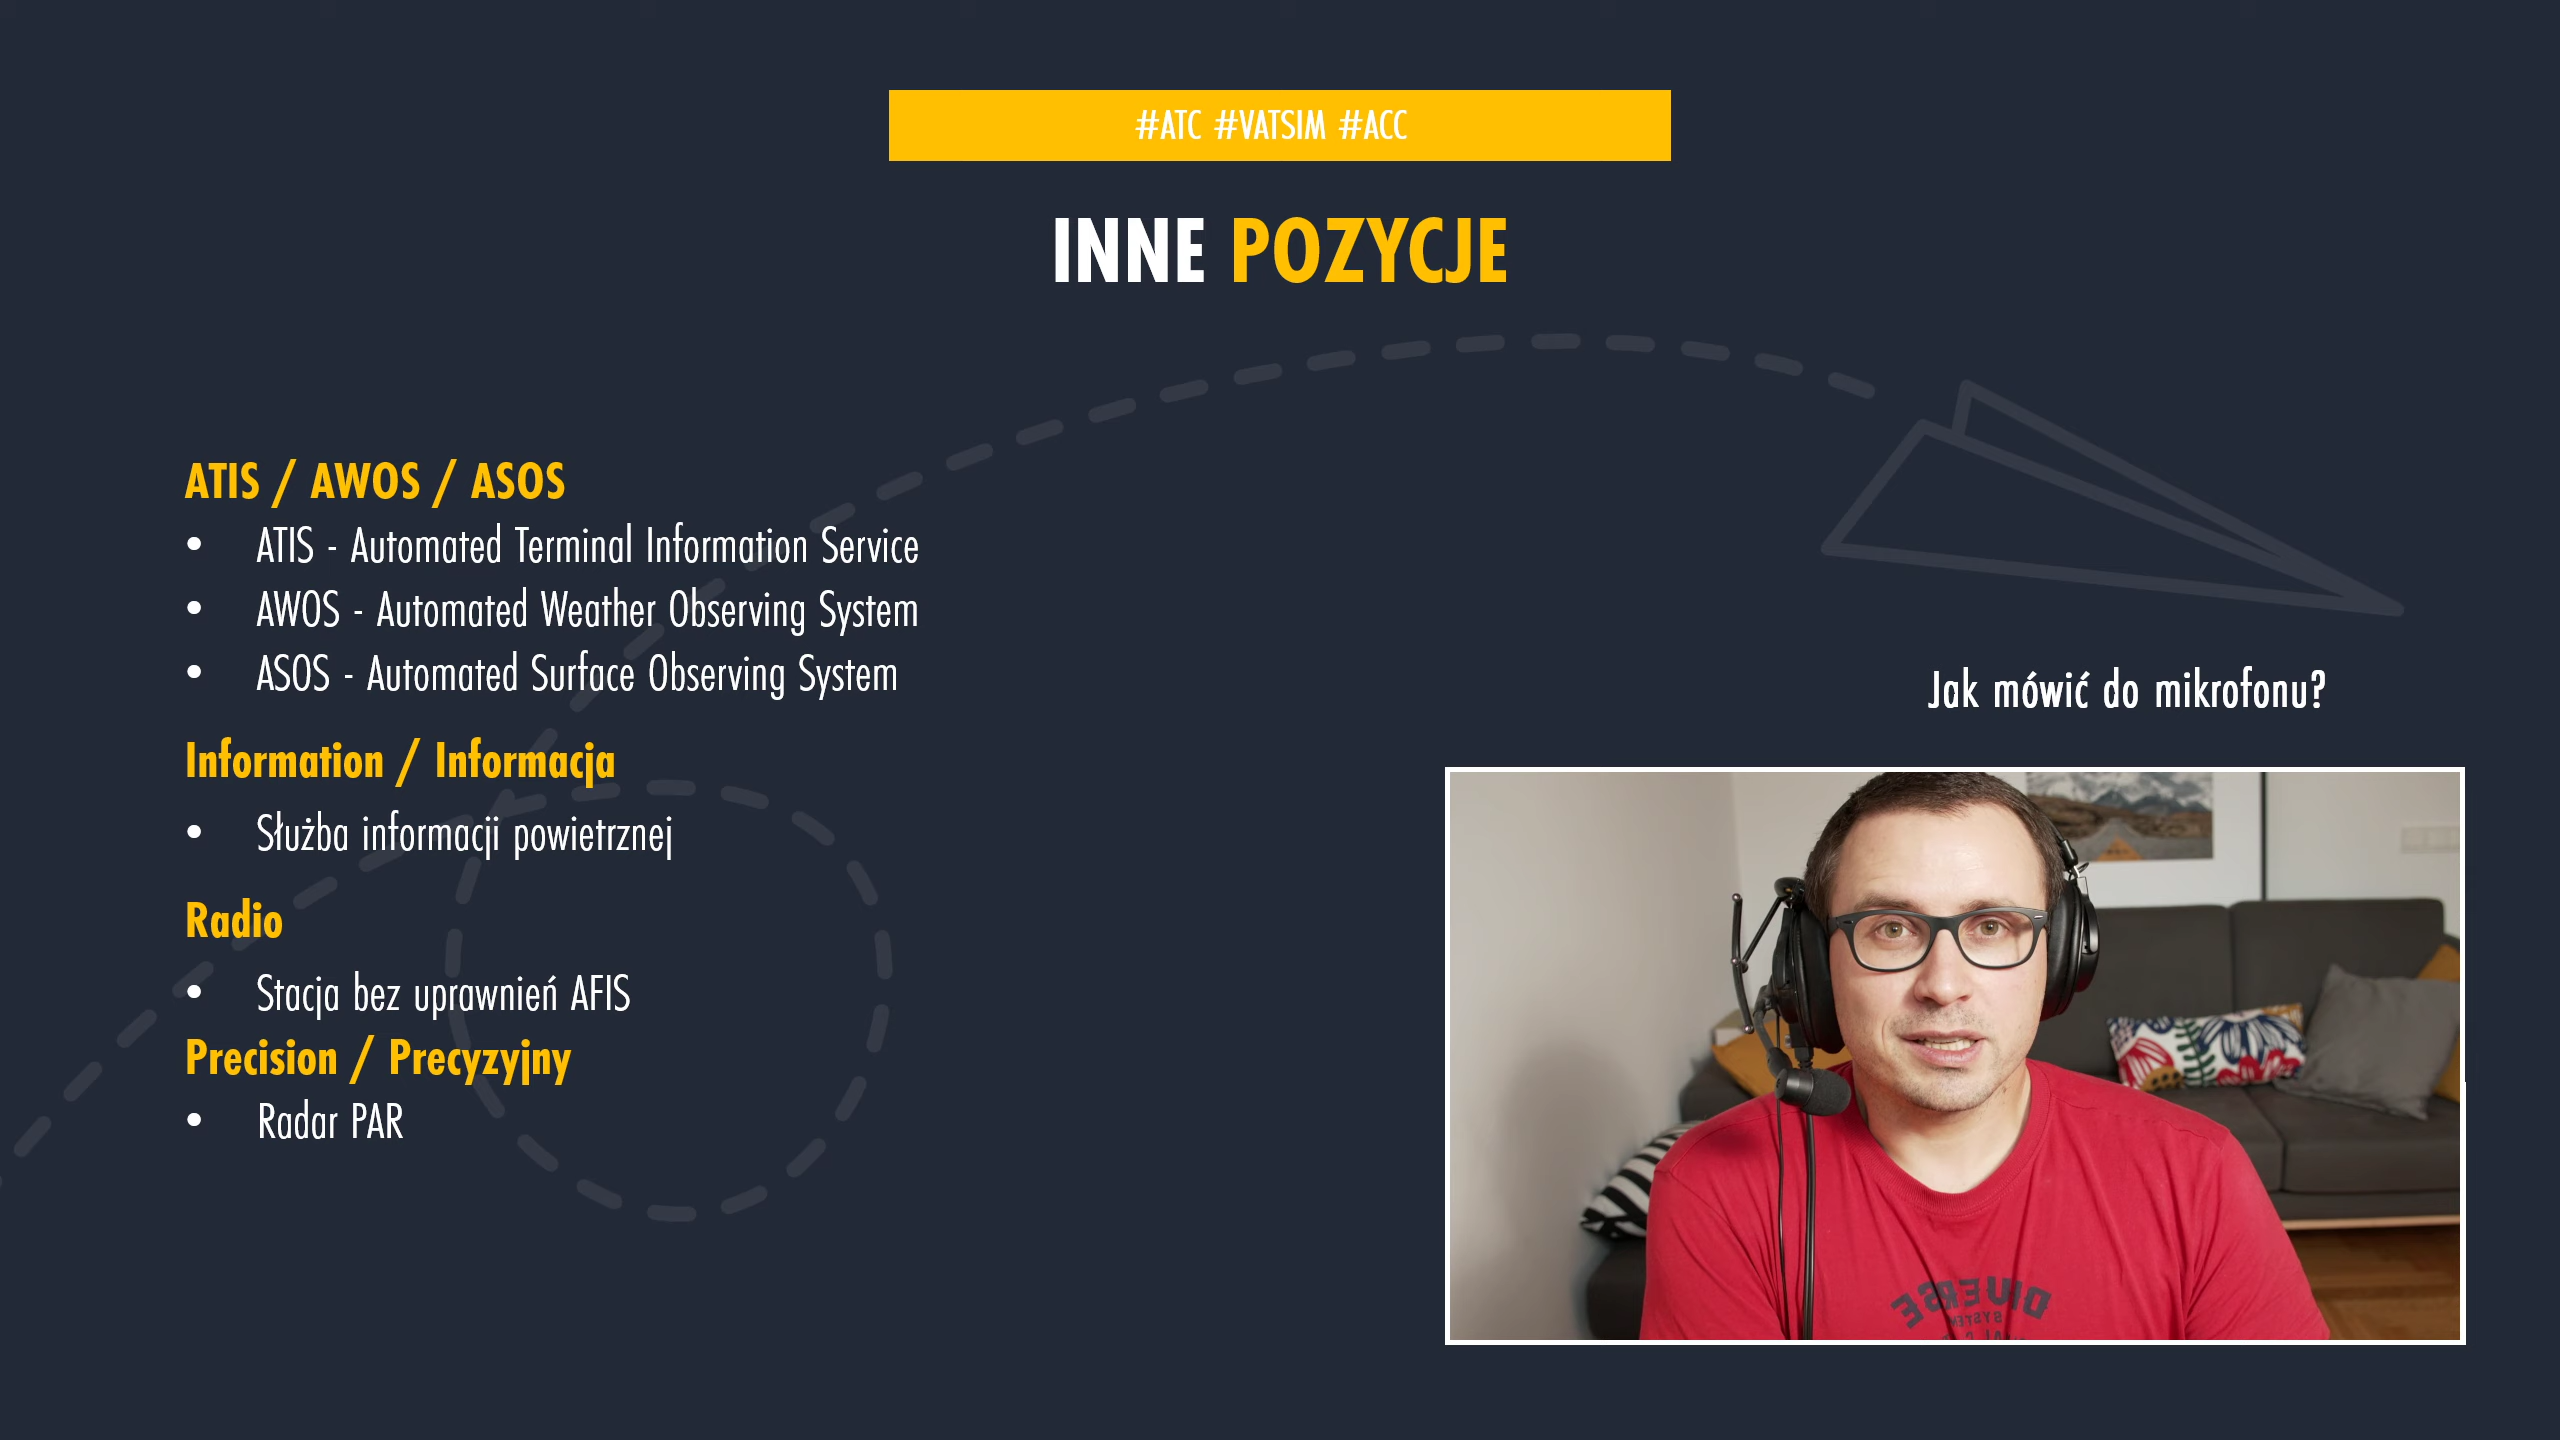 #ATC #VATSIM #ACC
INNE POZYCJE
ATIS / AWOS / ASOS
• ATIS - Automated Terminal Information Service
• AWOS - Automated Weather Observing System
• ASOS - Automated Surface Observing System
Information / Informacja
• Służba informacji powietrznej
Radio
• Stacja bez uprawnień AFIS
Precision / Precyzyjny
• Radar PAR
Jak mówić do mikrofonu?
DIVERSE
SYSTEM